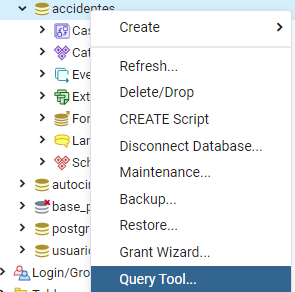 accidentes
Cas
Cat
Eve
Ext
For
Lan
Sch
autocin
base_p
postgr
usuario
Login/Gro
Create
Refresh...
Delete/Drop
CREATE Script
Disconnect Database...
Maintenance...
Backup...
Restore...
Grant Wizard...
Query Tool...